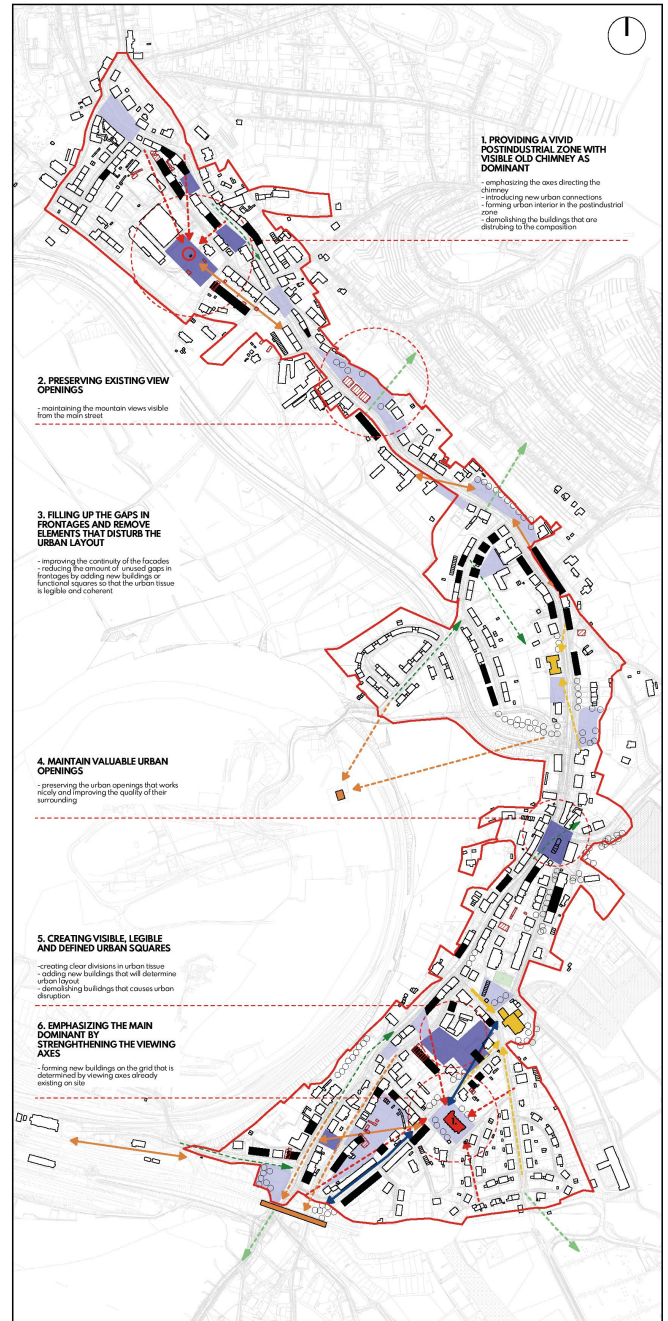 1. PROVIDING A VIVID
POSTINDUSTRIAL ZONE WITH
VISIBLE OLD CHIMNEY AS
DOMINANT
- emphasizing the axes directing the
chimney
- introducing new urban connections
- forming urban interior in the postindustrial
zone
- demolishing the buildings that are
distrubing to the composition
2. PRESERVING EXISTING VIEW
OPENINGS
- maintaining the mountain views visible
from the main street
3. FILLING UP THE GAPS IN
FRONTAGES AND REMOVE
ELEMENTS THAT DISTURB THE
URBAN LAYOUT
- improving the continuity of the facades
- reducing the amount of unused gaps in
frontages by adding new buildings or
functional squares so that the urban tissue
is legible and coherent
4. MAINTAIN VALUABLE URBAN
OPENINGS
- preserving the urban openings that works
nicely and improving the quality of their
surrounding
5. CREATING VISIBLE, LEGIBLE
AND DEFINED URBAN SQUARES
-creating clear divisions in urban tissue
- adding new buildings that will determine
urban layout
- demolishing buildings that causes urban
disruption
6. EMPHASIZING THE MAIN
DOMINANT BY
STRENGHTHENING THE VIEWING
AXES
- forming new buildings on the grid that is
determined by viewing axes already
existing on site